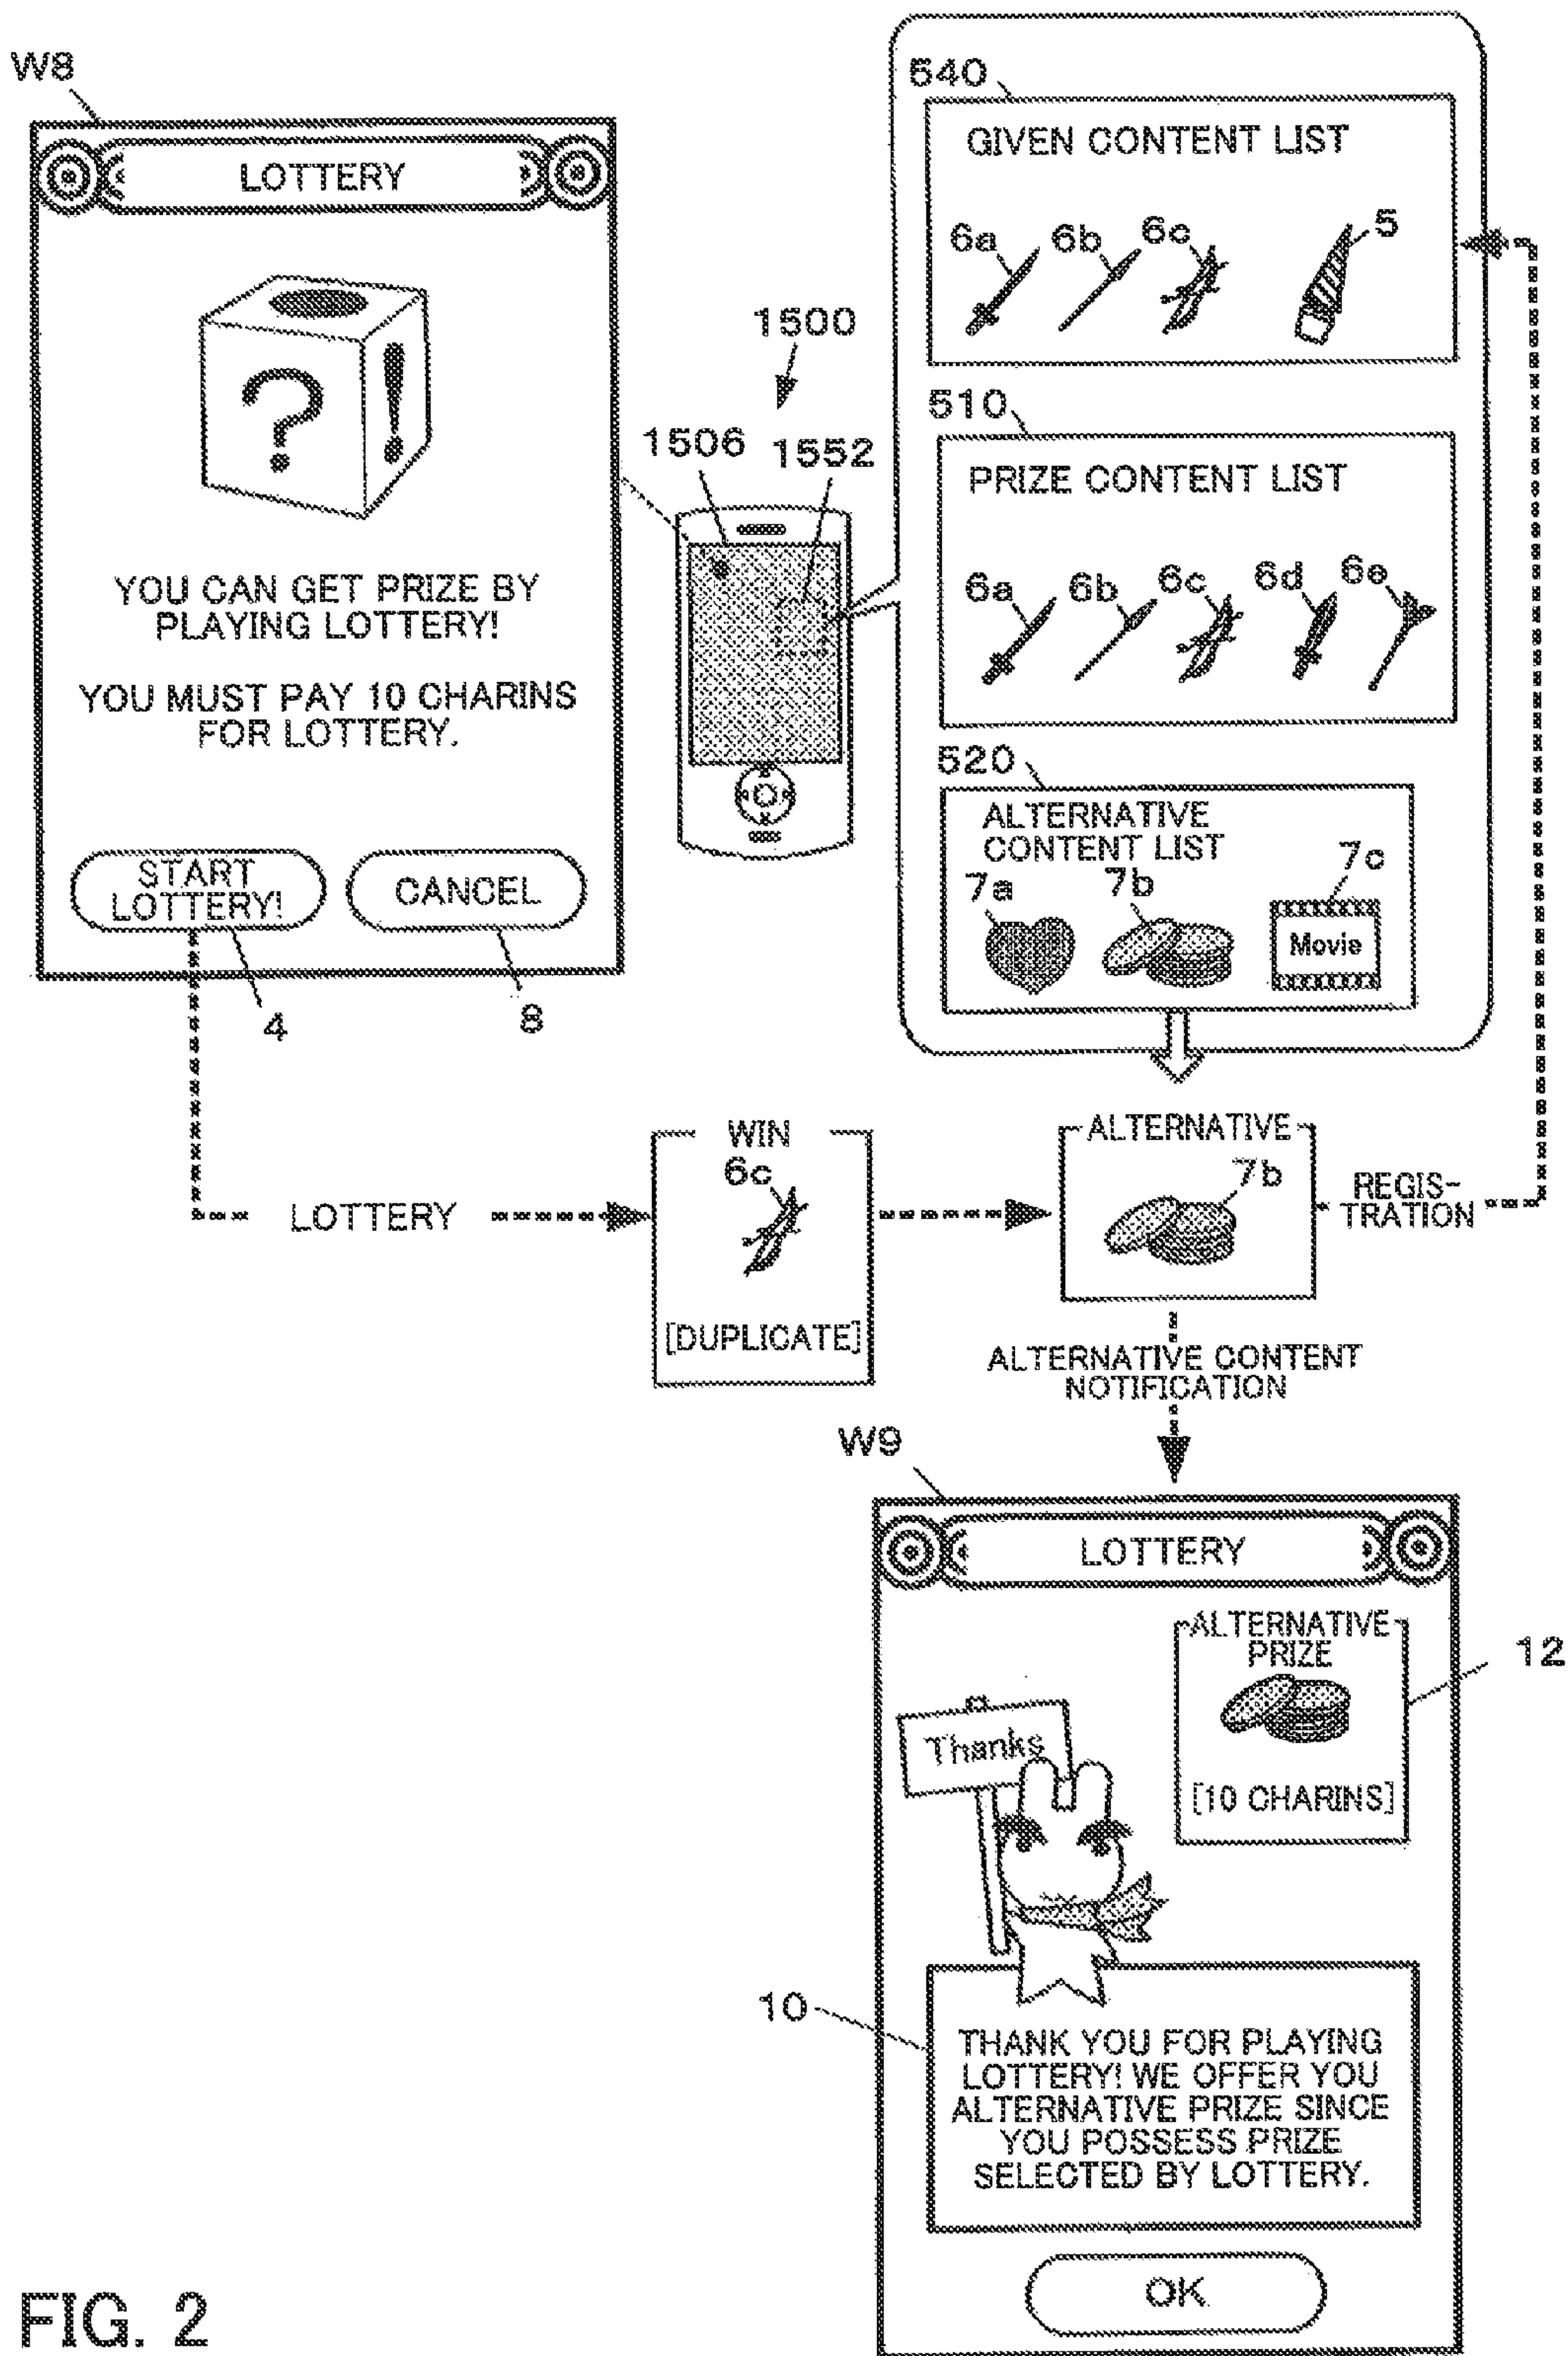 W8
LOTTERY
?
!
YOU CAN GET PRIZE BY
PLAYING LOTTERY!
YOU MUST PAY 10 CHARINS
FOR LOTTERY.
START
LOTTERY!
CANCEL
4
8
1500
1506
1552
540
GIVEN CONTENT LIST
6a
6b
6c
5
510
PRIZE CONTENT LIST
6a
6b
6c
6d
6e
520
ALTERNATIVE
CONTENT LIST
7a
7b
7c
Movie
LOTTERY
WIN
6c
[DUPLICATE]
ALTERNATIVE
7b
REGIS-
TRATION
ALTERNATIVE CONTENT
NOTIFICATION
W9
LOTTERY
ALTERNATIVE
PRIZE
12
[10 CHARINS]
Thanks
10
THANK YOU FOR PLAYING
LOTTERY! WE OFFER YOU
ALTERNATIVE PRIZE SINCE
YOU POSSESS PRIZE
SELECTED BY LOTTERY.
OK
FIG. 2